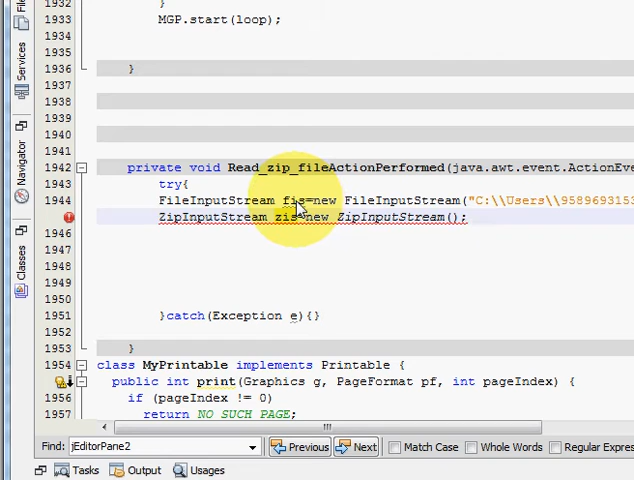 1932 }
1933 MGP.start(loop);
1934
1935
1936 }
1937
1938
1939
1940
1941
1942 private void Read_zip_fileActionPerformed(java.awt.event.ActionEve
1943 try{
1944 FileInputStream fis=new FileInputStream("C:\\Users\\9589693153
ZipInputStream zis=new ZipInputStream();
1946
1947
1948
1949
1950
1951 }catch(Exception e){}
1952
1953 }
1954 class MyPrintable implements Printable {
public int print(Graphics g, PageFormat pf, int pageIndex) {
1956 if (pageIndex != 0)
1957 return NO_SUCH_PAGE;
Services
Navigator
Classes
Find: jEditorPane2 Previous Next Match Case Whole Words Regular Expres
Tasks Output Usages